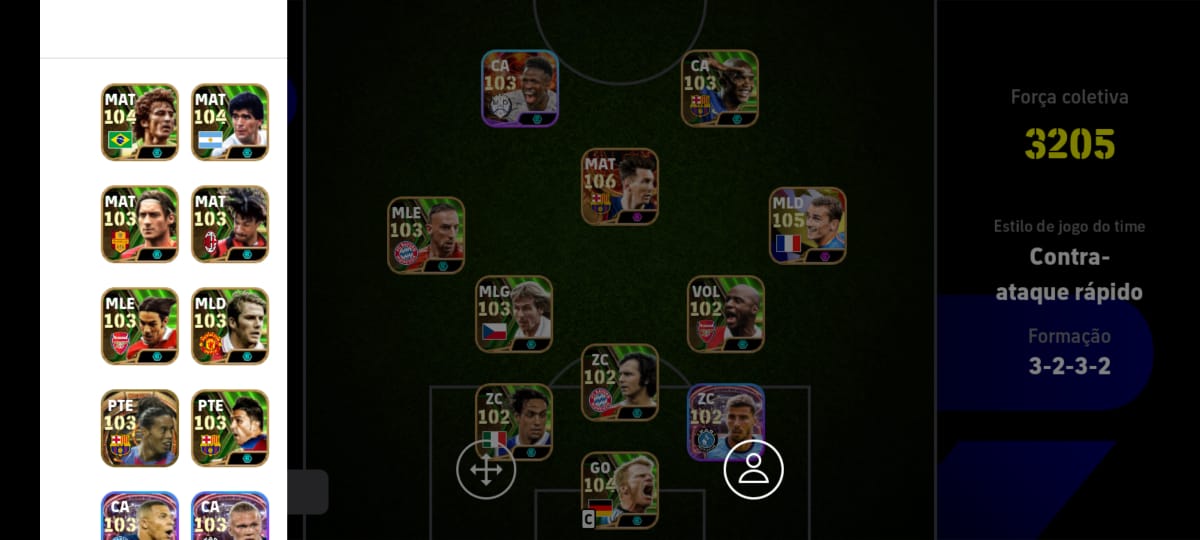 MAT
104
MAT
104
MAT
103
MAT
103
MLE
103
MLD
103
PTE
103
PTE
103
CA
103
CA
103
CA
103
CA
103
MAT
106
MLE
103
MLD
105
MLG
103
VOL
102
ZC
102
ZC
102
ZC
102
GO
104
C
Força coletiva
3205
Estilo de jogo do time
Contra-
ataque rápido
Formação
3-2-3-2